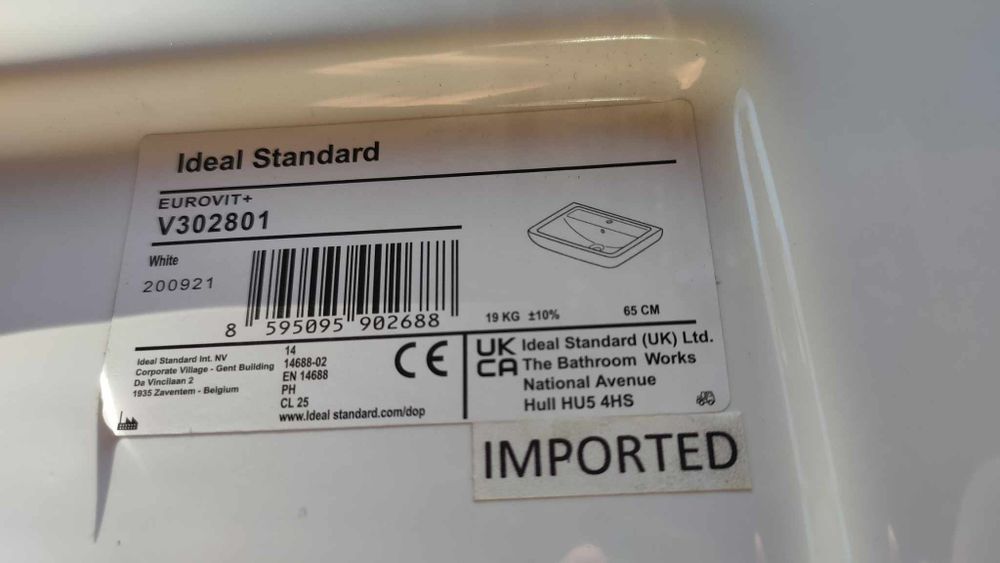 Ideal Standard
EUROVIT+
V302801
White
200921
8 595095 902688
19 KG ±10%
65 CM
Ideal Standard Int. NV
Corporate Village - Gent Building
Da Vincilaan 2
1935 Zaventem - Belgium
14
14688-02
EN 14688
PH
CL 25
www.Ideal standard.com/dop
CE
UK
CA
Ideal Standard (UK) Ltd.
The Bathroom Works
National Avenue
Hull HU5 4HS
IMPORTED